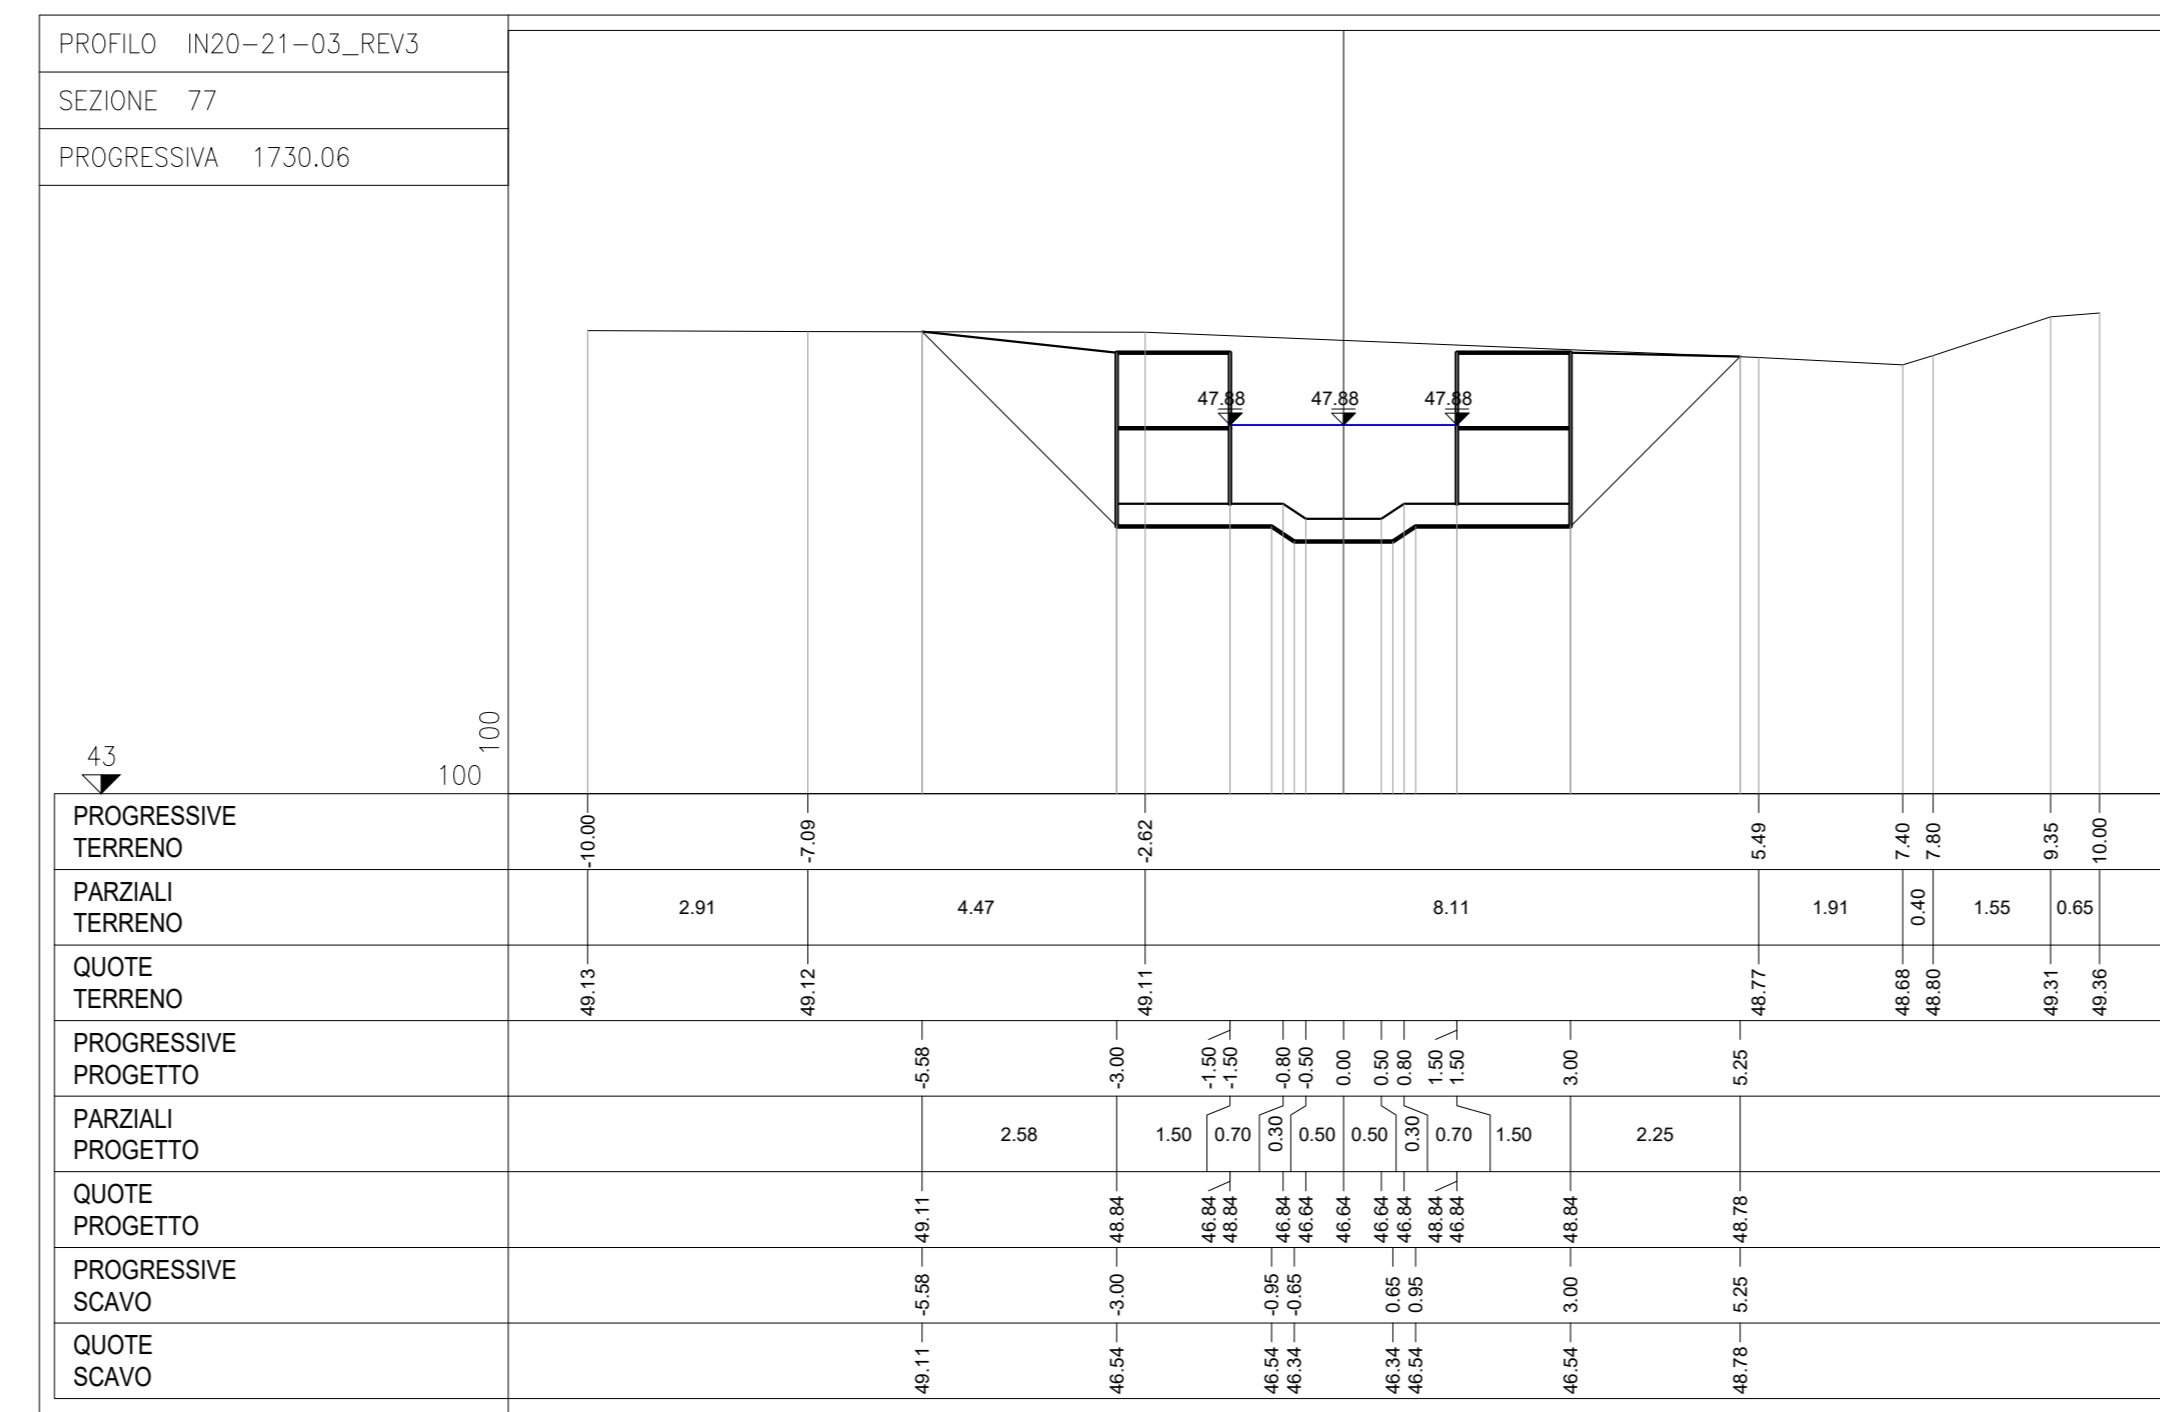 PROFILO IN20-21-03_REV3
SEZIONE 77
PROGRESSIVA 1730.06
47.88 47.88 47.88
43
100
100
PROGRESSIVE
TERRENO
-10.00 -7.09 -2.62 5.49 7.40 7.80 9.35 10.00
PARZIALI
TERRENO
2.91 4.47 8.11 1.91 0.40 1.55 0.65
QUOTE
TERRENO
49.13 49.12 49.11 48.77 48.68 48.80 49.31 49.36
PROGRESSIVE
PROGETTO
-5.58 -3.00 -1.50 -1.50 -0.80 -0.50 0.00 0.50 0.80 1.50 1.50 3.00 5.25
PARZIALI
PROGETTO
2.58 1.50 0.70 0.30 0.50 0.50 0.30 0.70 1.50 2.25
QUOTE
PROGETTO
49.11 48.84 46.84 48.84 46.84 46.64 46.64 46.64 46.84 48.84 46.84 48.84 48.78
PROGRESSIVE
SCAVO
-5.58 -3.00 -0.95 -0.65 0.65 0.95 3.00 5.25
QUOTE
SCAVO
49.11 46.54 46.54 46.34 46.34 46.54 46.54 48.78